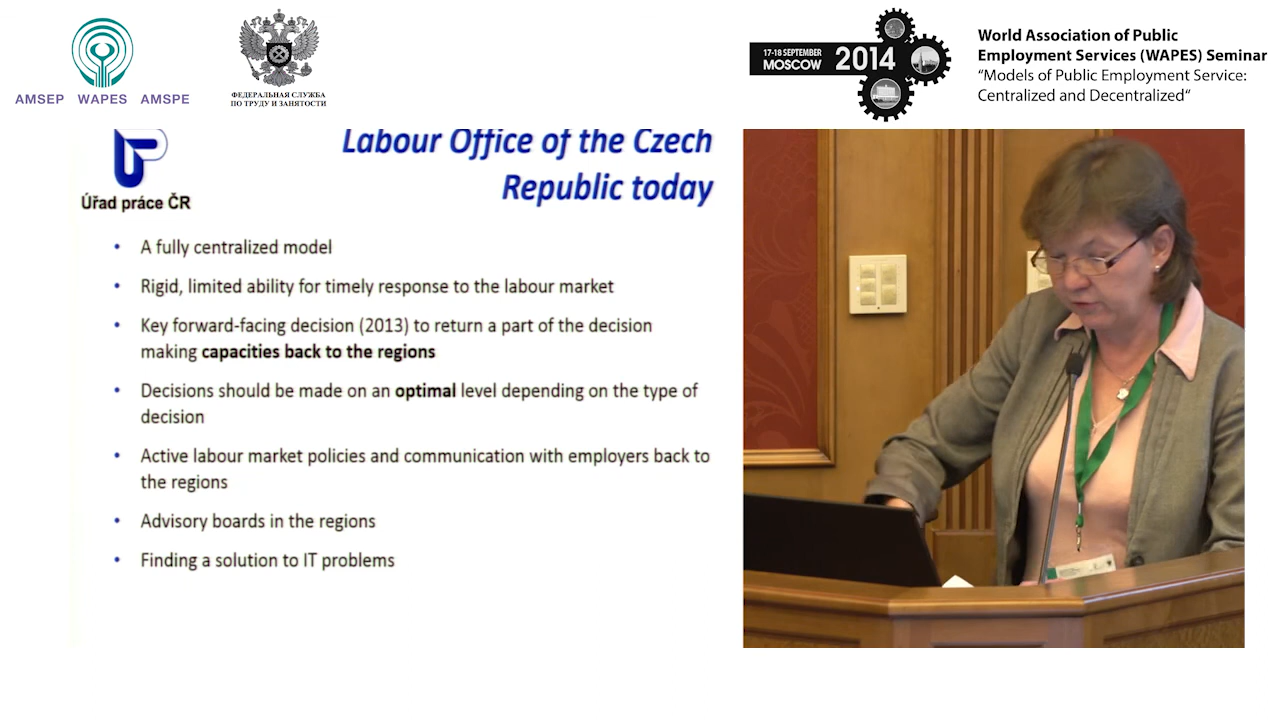 AMSEP WAPES AMSPE
ФЕДЕРАЛЬНАЯ СЛУЖБА
ПО ТРУДУ И ЗАНЯТОСТИ
17-18 SEPTEMBER
MOSCOW
2014
World Association of Public
Employment Services (WAPES) Seminar
“Models of Public Employment Service:
Centralized and Decentralized“
Úřad práce ČR
Labour Office of the Czech
Republic today
• A fully centralized model
• Rigid, limited ability for timely response to the labour market
• Key forward-facing decision (2013) to return a part of the decision
making capacities back to the regions
• Decisions should be made on an optimal level depending on the type of
decision
• Active labour market policies and communication with employers back to
the regions
• Advisory boards in the regions
• Finding a solution to IT problems